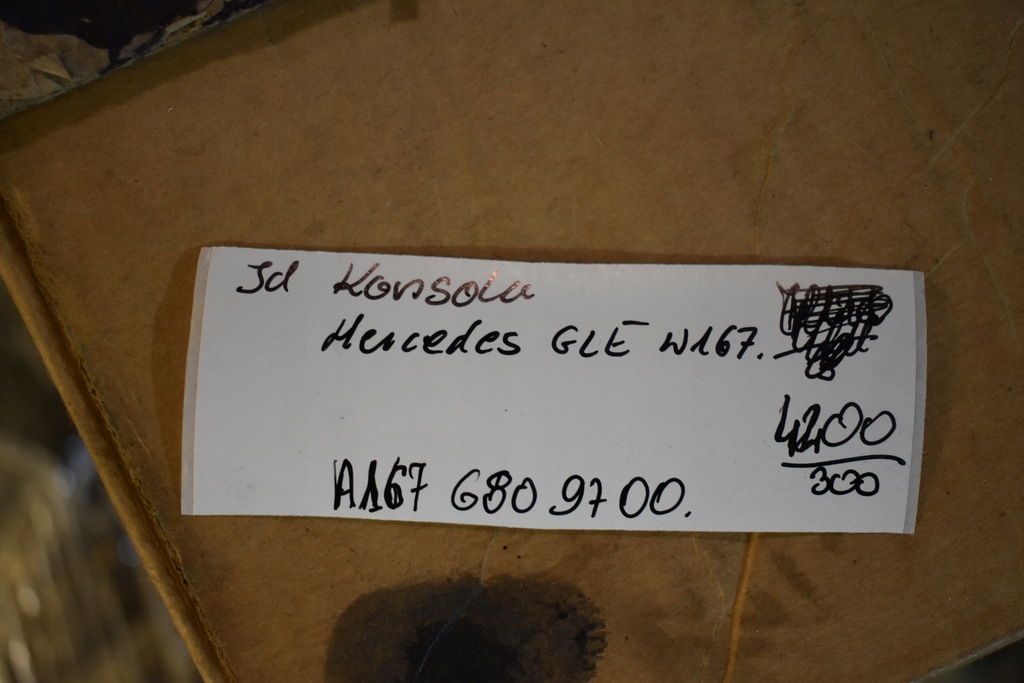 Jd Konsola
Mercedes GLE W167.
4200
300
A167 680 97 00.